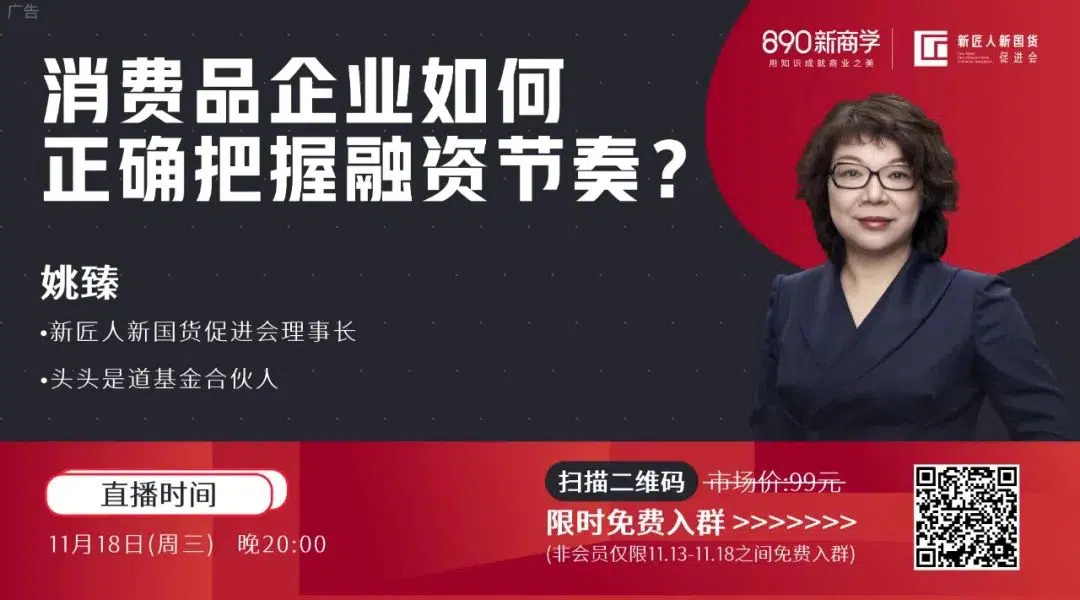 广告
890新商学
用知识成就商业之美
新匠人新国货
促进会
消费品企业如何
正确把握融资节奏?
姚臻
•新匠人新国货促进会理事长
•头头是道基金合伙人
直播时间
11月18日(周三) 晚20:00
扫描二维码 市场价:99元
限时免费入群 >>>>>>>
(非会员仅限11.13-11.18之间免费入群)